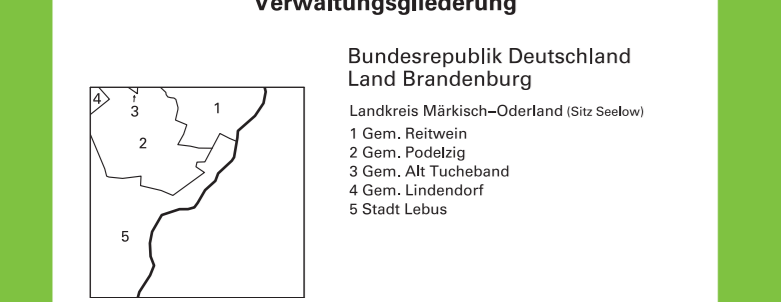 Verwaltungsgliederung
Bundesrepublik Deutschland
Land Brandenburg
Landkreis Märkisch–Oderland (Sitz Seelow)
1 Gem. Reitwein
2 Gem. Podelzig
3 Gem. Alt Tucheband
4 Gem. Lindendorf
5 Stadt Lebus
4
3
1
2
5